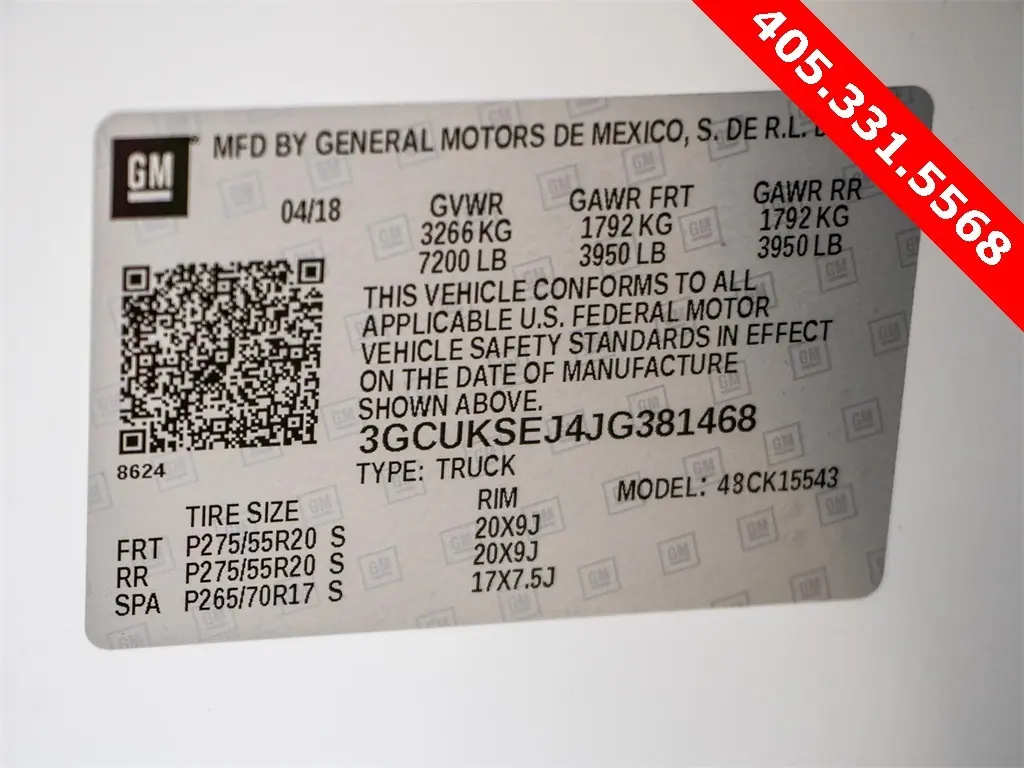 405.331.5568
GM MFD BY GENERAL MOTORS DE MEXICO, S. DE R.L.
04/18
GVWR GAWR FRT GAWR RR
3266 KG 1792 KG 1792 KG
7200 LB 3950 LB 3950 LB
THIS VEHICLE CONFORMS TO ALL
APPLICABLE U.S. FEDERAL MOTOR
VEHICLE SAFETY STANDARDS IN EFFECT
ON THE DATE OF MANUFACTURE
SHOWN ABOVE.
3GCUKSEJ4JG381468
8624
TYPE: TRUCK MODEL: 48CK15543
TIRE SIZE RIM
FRT P275/55R20 S 20X9J
RR P275/55R20 S 20X9J
SPA P265/70R17 S 17X7.5J